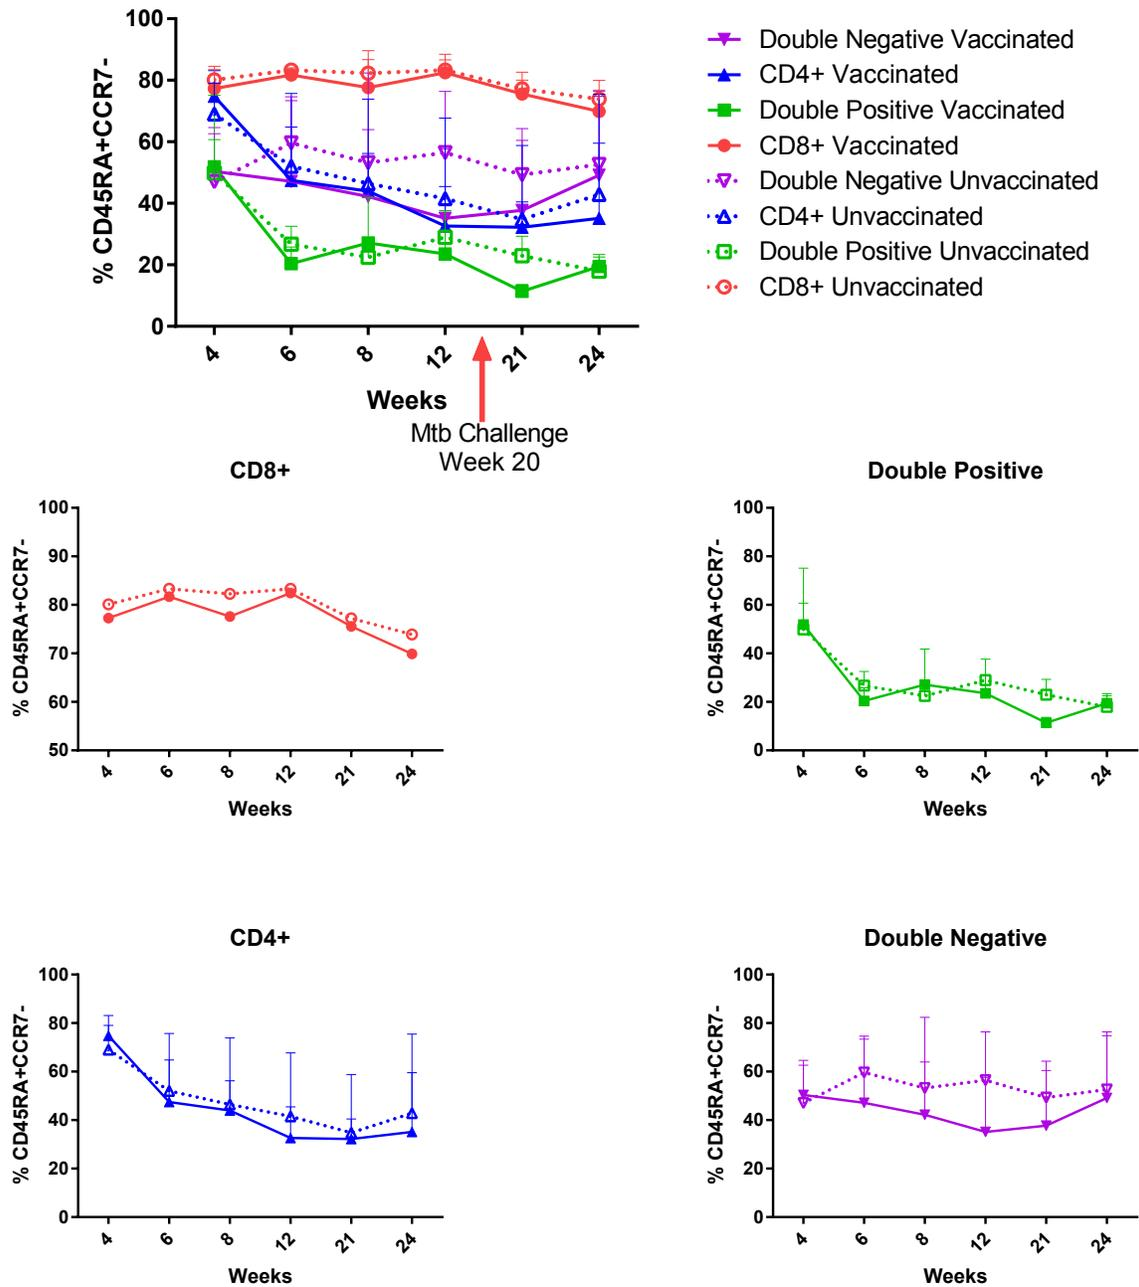 % CD45RA+CCR7-
100
80
60
40
20
0
4
6
8
12
21
24
Weeks
Mtb Challenge
Week 20
Double Negative Vaccinated
CD4+ Vaccinated
Double Positive Vaccinated
CD8+ Vaccinated
Double Negative Unvaccinated
CD4+ Unvaccinated
Double Positive Unvaccinated
CD8+ Unvaccinated
CD8+
% CD45RA+CCR7-
100
90
80
70
60
50
4
6
8
12
21
24
Weeks
Double Positive
% CD45RA+CCR7-
100
80
60
40
20
0
4
6
8
12
21
24
Weeks
CD4+
% CD45RA+CCR7-
100
80
60
40
20
0
4
6
8
12
21
24
Weeks
Double Negative
% CD45RA+CCR7-
100
80
60
40
20
0
4
6
8
12
21
24
Weeks